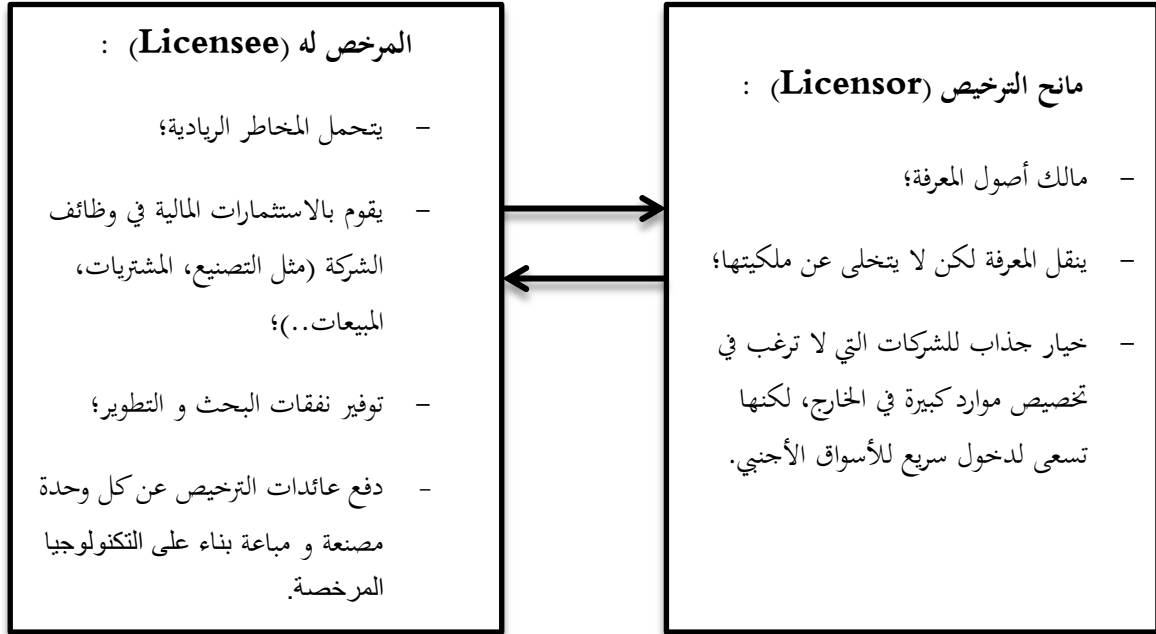 مانح الترخيص (Licensor) :
- مالك أصول المعرفة؛
- ينقل المعرفة لكن لا يتخلى عن ملكيتها؛
- خيار جذاب للشركات التي لا ترغب في
تخصيص موارد كبيرة في الخارج، لكنها
تسعى لدخول سريع للأسواق الأجنبي.
المرخص له (Licensee) :
- يتحمل المخاطر الريادية؛
- يقوم بالاستثمارات المالية في وظائف
الشركة (مثل التصنيع، المشتريات،
المبيعات..)؛
- توفير نفقات البحث و التطوير؛
- دفع عائدات الترخيص عن كل وحدة
مصنعة و مباعة بناء على التكنولوجيا
المرخصة.